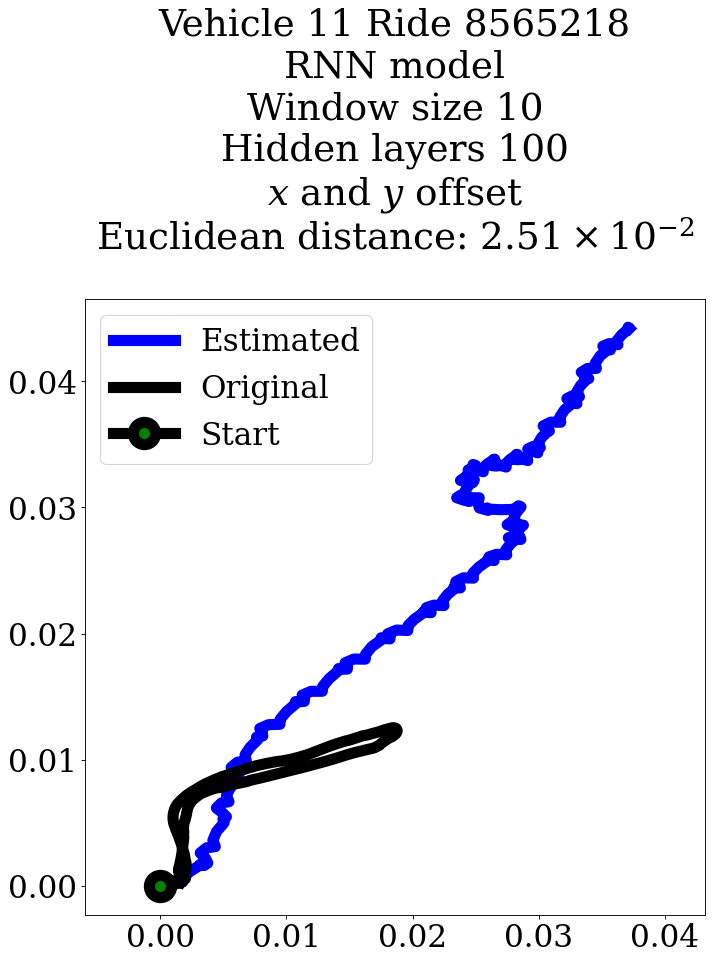 Vehicle 11 Ride 8565218
RNN model
Window size 10
Hidden layers 100
x and y offset
Euclidean distance: 2.51 × 10⁻²
Estimated
Original
Start
0.04
0.03
0.02
0.01
0.00
0.00 0.01 0.02 0.03 0.04